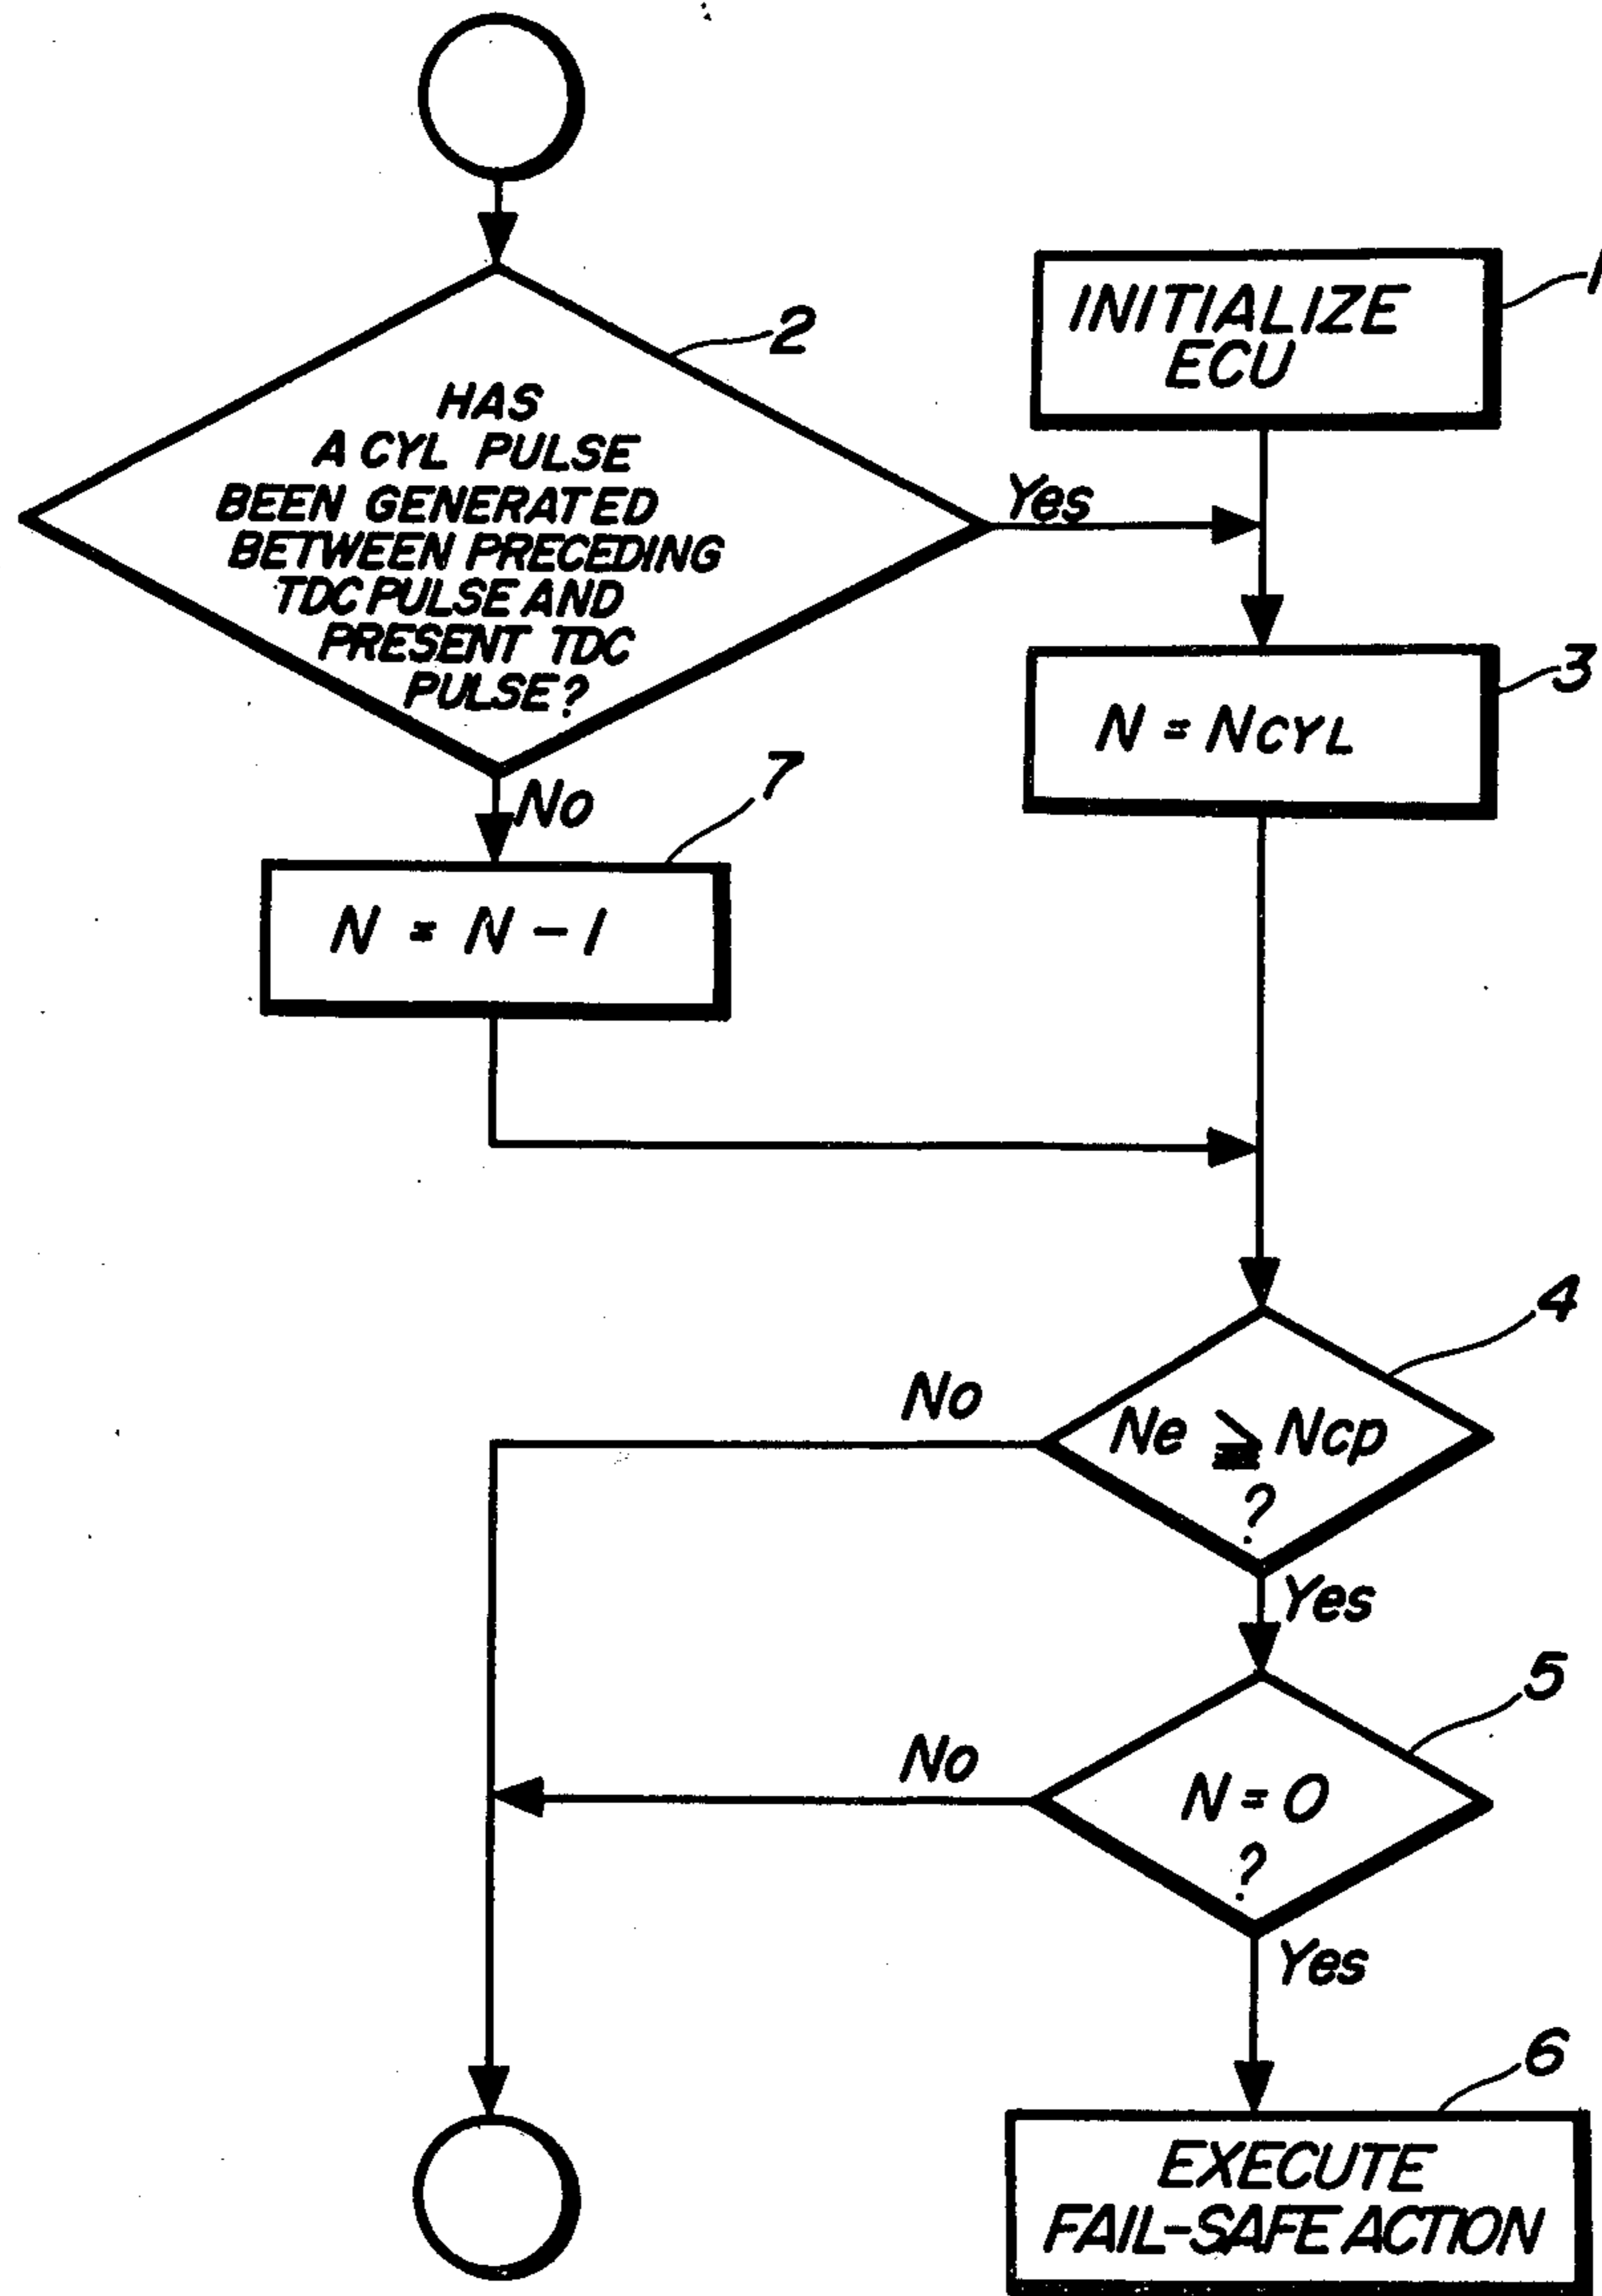 1
INITIALIZE
ECU
2
HAS
A CYL PULSE
BEEN GENERATED
BETWEEN PRECEDING
TDC PULSE AND
PRESENT TDC
PULSE?
Yes
3
N = NCYL
No
7
N = N - 1
4
No
Ne ≧ Ncp
?
Yes
5
No
N = 0
?
Yes
6
EXECUTE
FAIL-SAFE ACTION